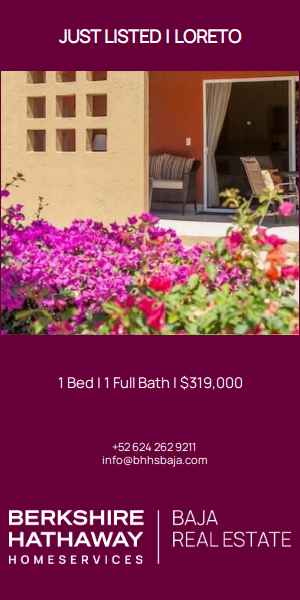 JUST LISTED | LORETO
1 Bed | 1 Full Bath | $319,000
+52 624 262 9211
info@bhhsbaja.com
BERKSHIRE
HATHAWAY
HOMESERVICES
BAJA
REAL ESTATE